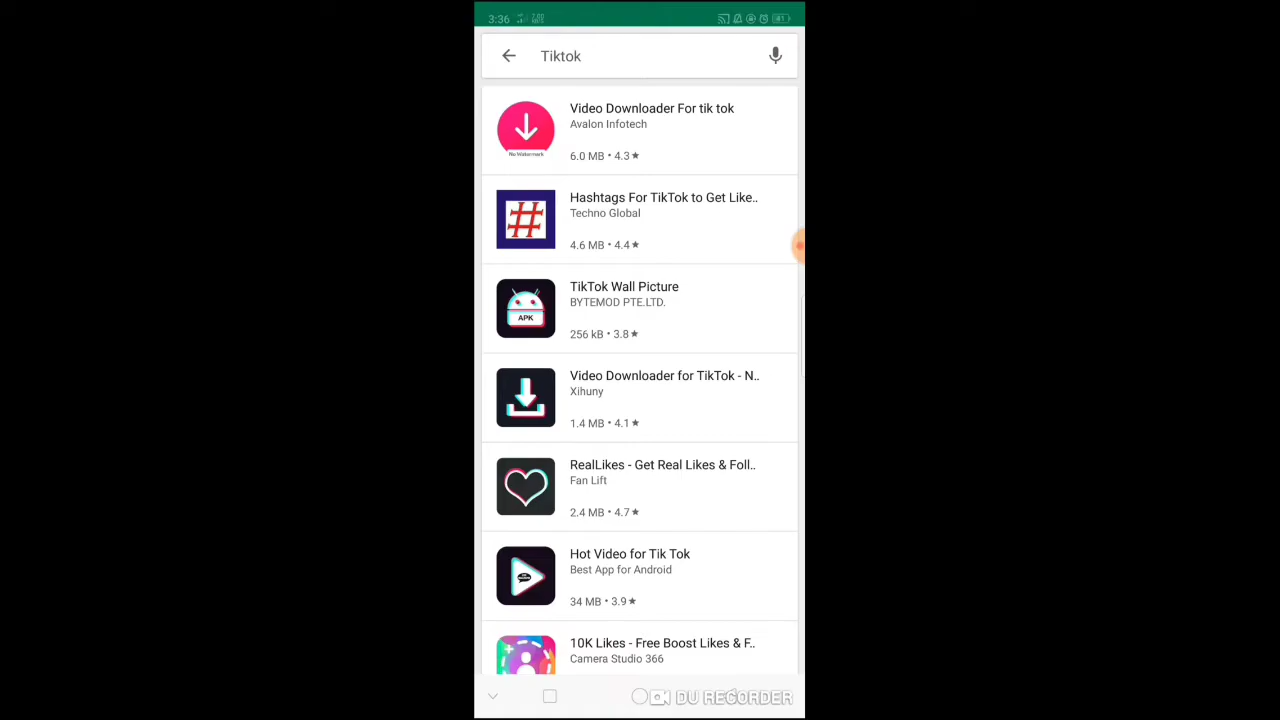 3:36
Tiktok
Video Downloader For tik tok
Avalon Infotech
No Watermark
6.0 MB • 4.3★
Hashtags For TikTok to Get Like..
Techno Global
4.6 MB • 4.4★
TikTok Wall Picture
BYTEMOD PTE.LTD.
APK
256 kB • 3.8★
Video Downloader for TikTok - N..
Xihuny
1.4 MB • 4.1★
RealLikes - Get Real Likes & Foll..
Fan Lift
2.4 MB • 4.7★
Hot Video for Tik Tok
Best App for Android
34 MB • 3.9★
10K Likes - Free Boost Likes & F..
Camera Studio 366
DU RECORDER